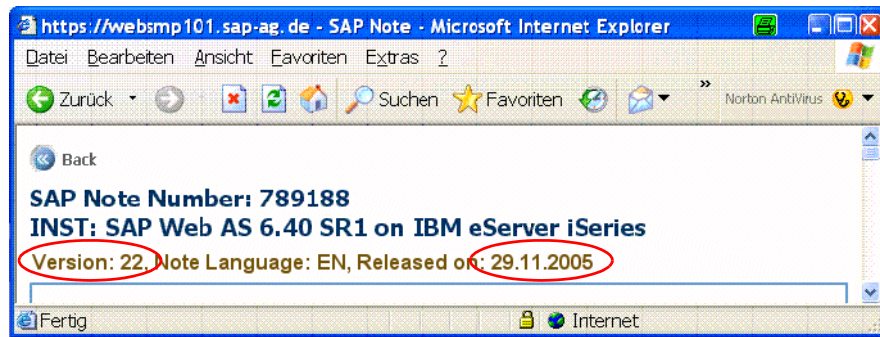 https://websmp101.sap-ag.de - SAP Note - Microsoft Internet Explorer
Datei Bearbeiten Ansicht Favoriten Extras ?
Zurück Suchen Favoriten » Norton AntiVirus
Back
SAP Note Number: 789188
INST: SAP Web AS 6.40 SR1 on IBM eServer iSeries
Version: 22, Note Language: EN, Released on: 29.11.2005
Fertig Internet